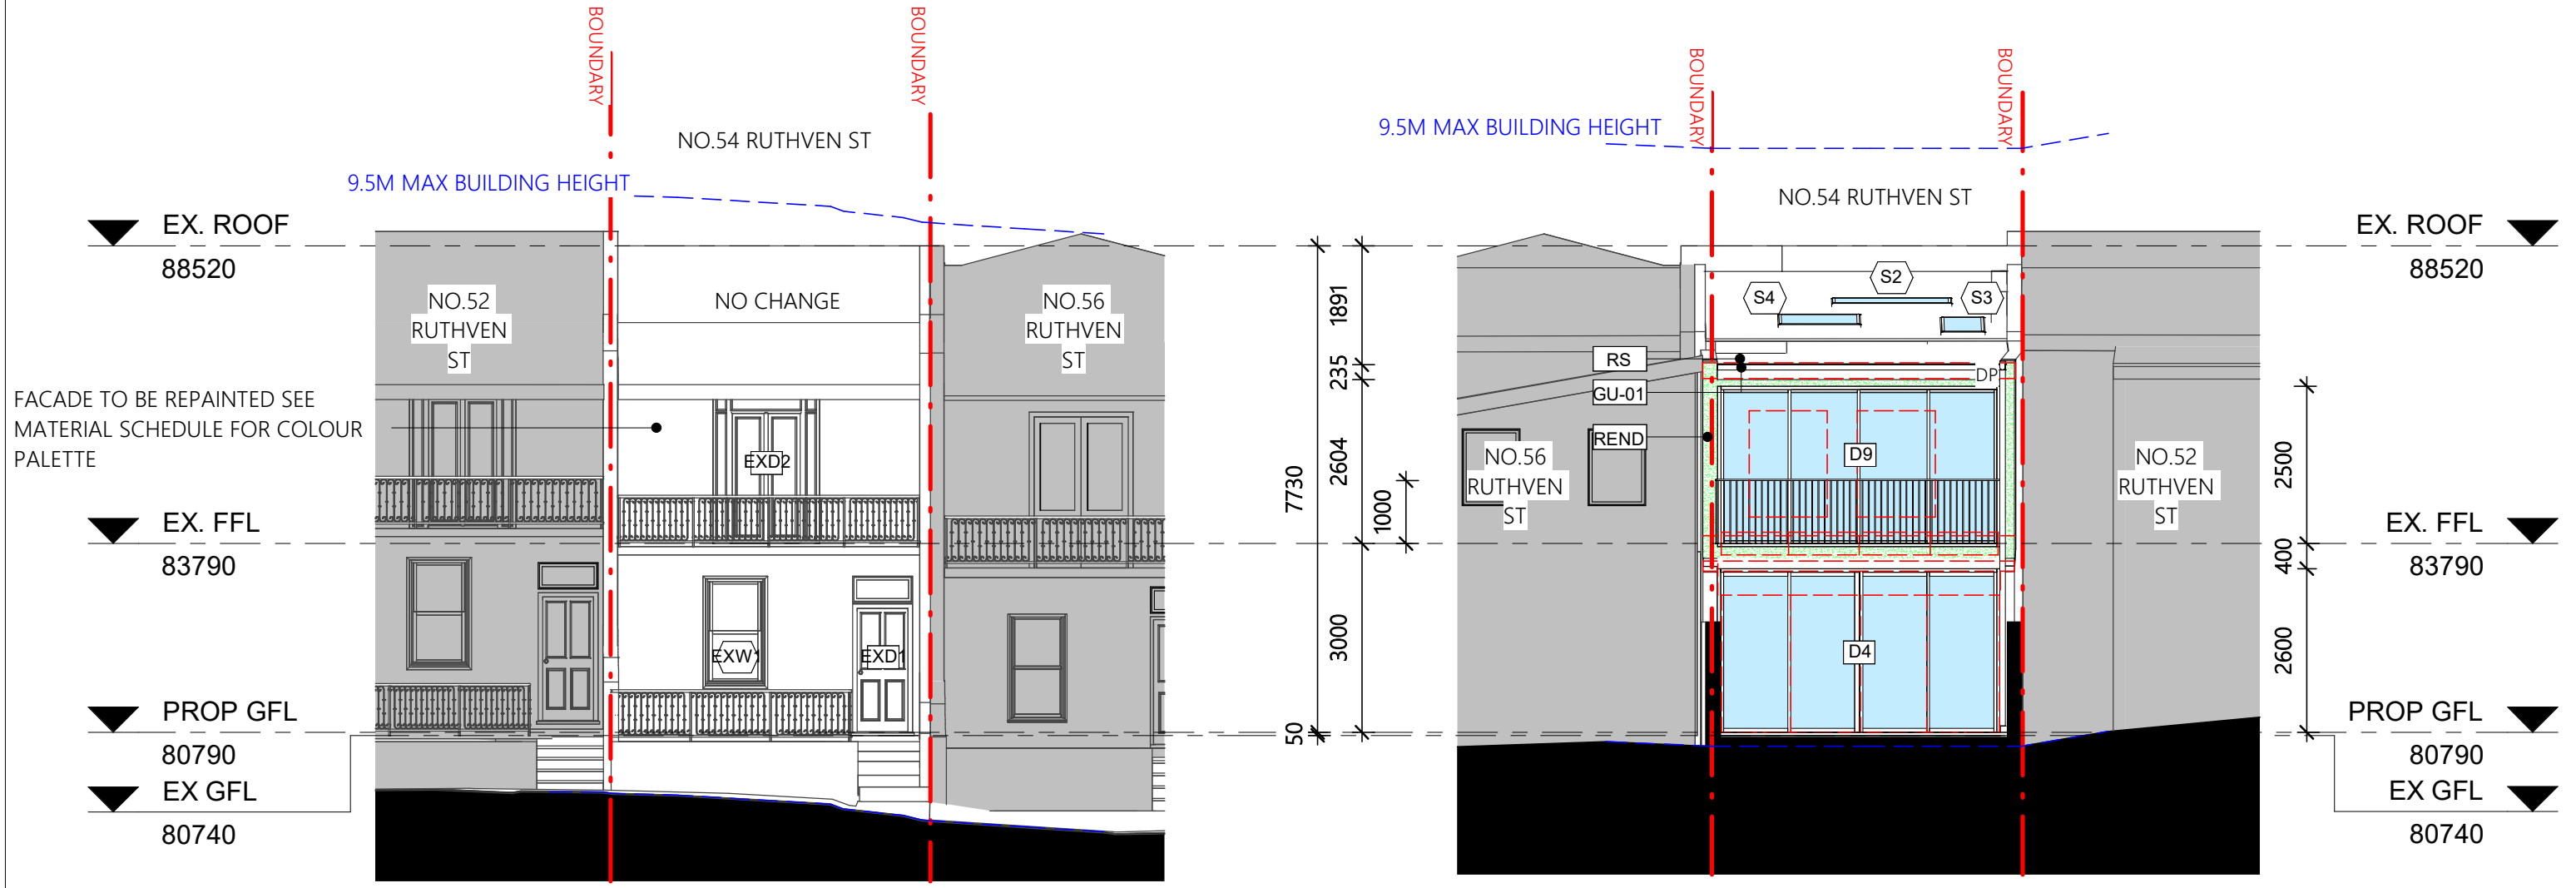 BOUNDARY
BOUNDARY
NO.54 RUTHVEN ST
9.5M MAX BUILDING HEIGHT
EX. ROOF
88520
NO.52
RUTHVEN
ST
NO CHANGE
NO.56
RUTHVEN
ST
FACADE TO BE REPAINTED SEE
MATERIAL SCHEDULE FOR COLOUR
PALETTE
EXD2
EX. FFL
83790
EXW1
EXD1
PROP GFL
80790
EX GFL
80740
7730
50
1891
235
2604
3000
1000
BOUNDARY
BOUNDARY
9.5M MAX BUILDING HEIGHT
NO.54 RUTHVEN ST
S2
S4
S3
RS
DP
GU-01
REND
D9
NO.56
RUTHVEN
ST
NO.52
RUTHVEN
ST
D4
2500
400
2600
EX. ROOF
88520
EX. FFL
83790
PROP GFL
80790
EX GFL
80740